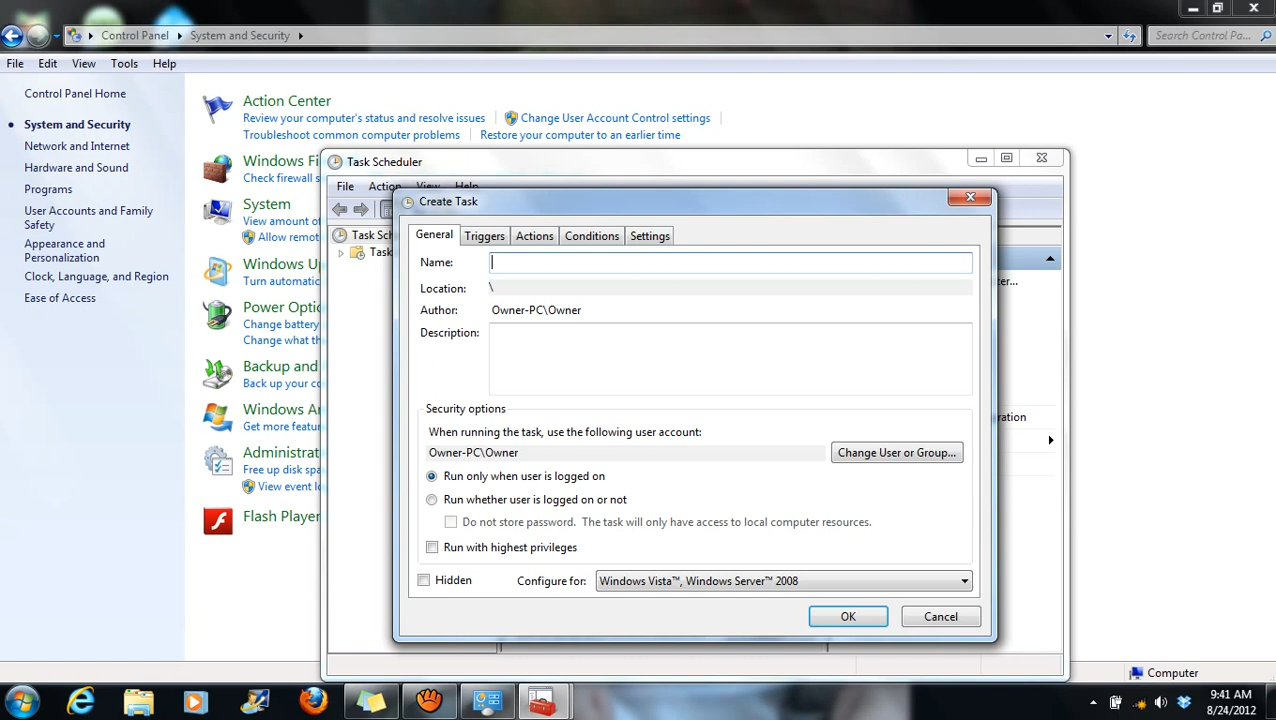 Control Panel
System and Security
Search Control Pa...
File Edit View Tools Help
Control Panel Home
System and Security
Network and Internet
Hardware and Sound
Programs
User Accounts and Family
Safety
Appearance and
Personalization
Clock, Language, and Region
Ease of Access
Action Center
Review your computer's status and resolve issues
Change User Account Control settings
Troubleshoot common computer problems
Restore your computer to an earlier time
Windows Fi
Check firewall s
System
View amount of
Allow remot
Windows Up
Turn automatic
Power Optio
Change battery
Change what th
Backup and
Back up your co
Windows An
Get more featur
Administra
Free up disk spa
View event lo
Flash Player
Task Scheduler
File Action View Help
Task Sch
Task
er...
ration
Create Task
General Triggers Actions Conditions Settings
Name:
Location: \
Author: Owner-PC\Owner
Description:
Security options
When running the task, use the following user account:
Owner-PC\Owner
Change User or Group...
Run only when user is logged on
Run whether user is logged on or not
Do not store password. The task will only have access to local computer resources.
Run with highest privileges
Hidden
Configure for: Windows Vista™, Windows Server™ 2008
OK Cancel
Computer
9:41 AM
8/24/2012